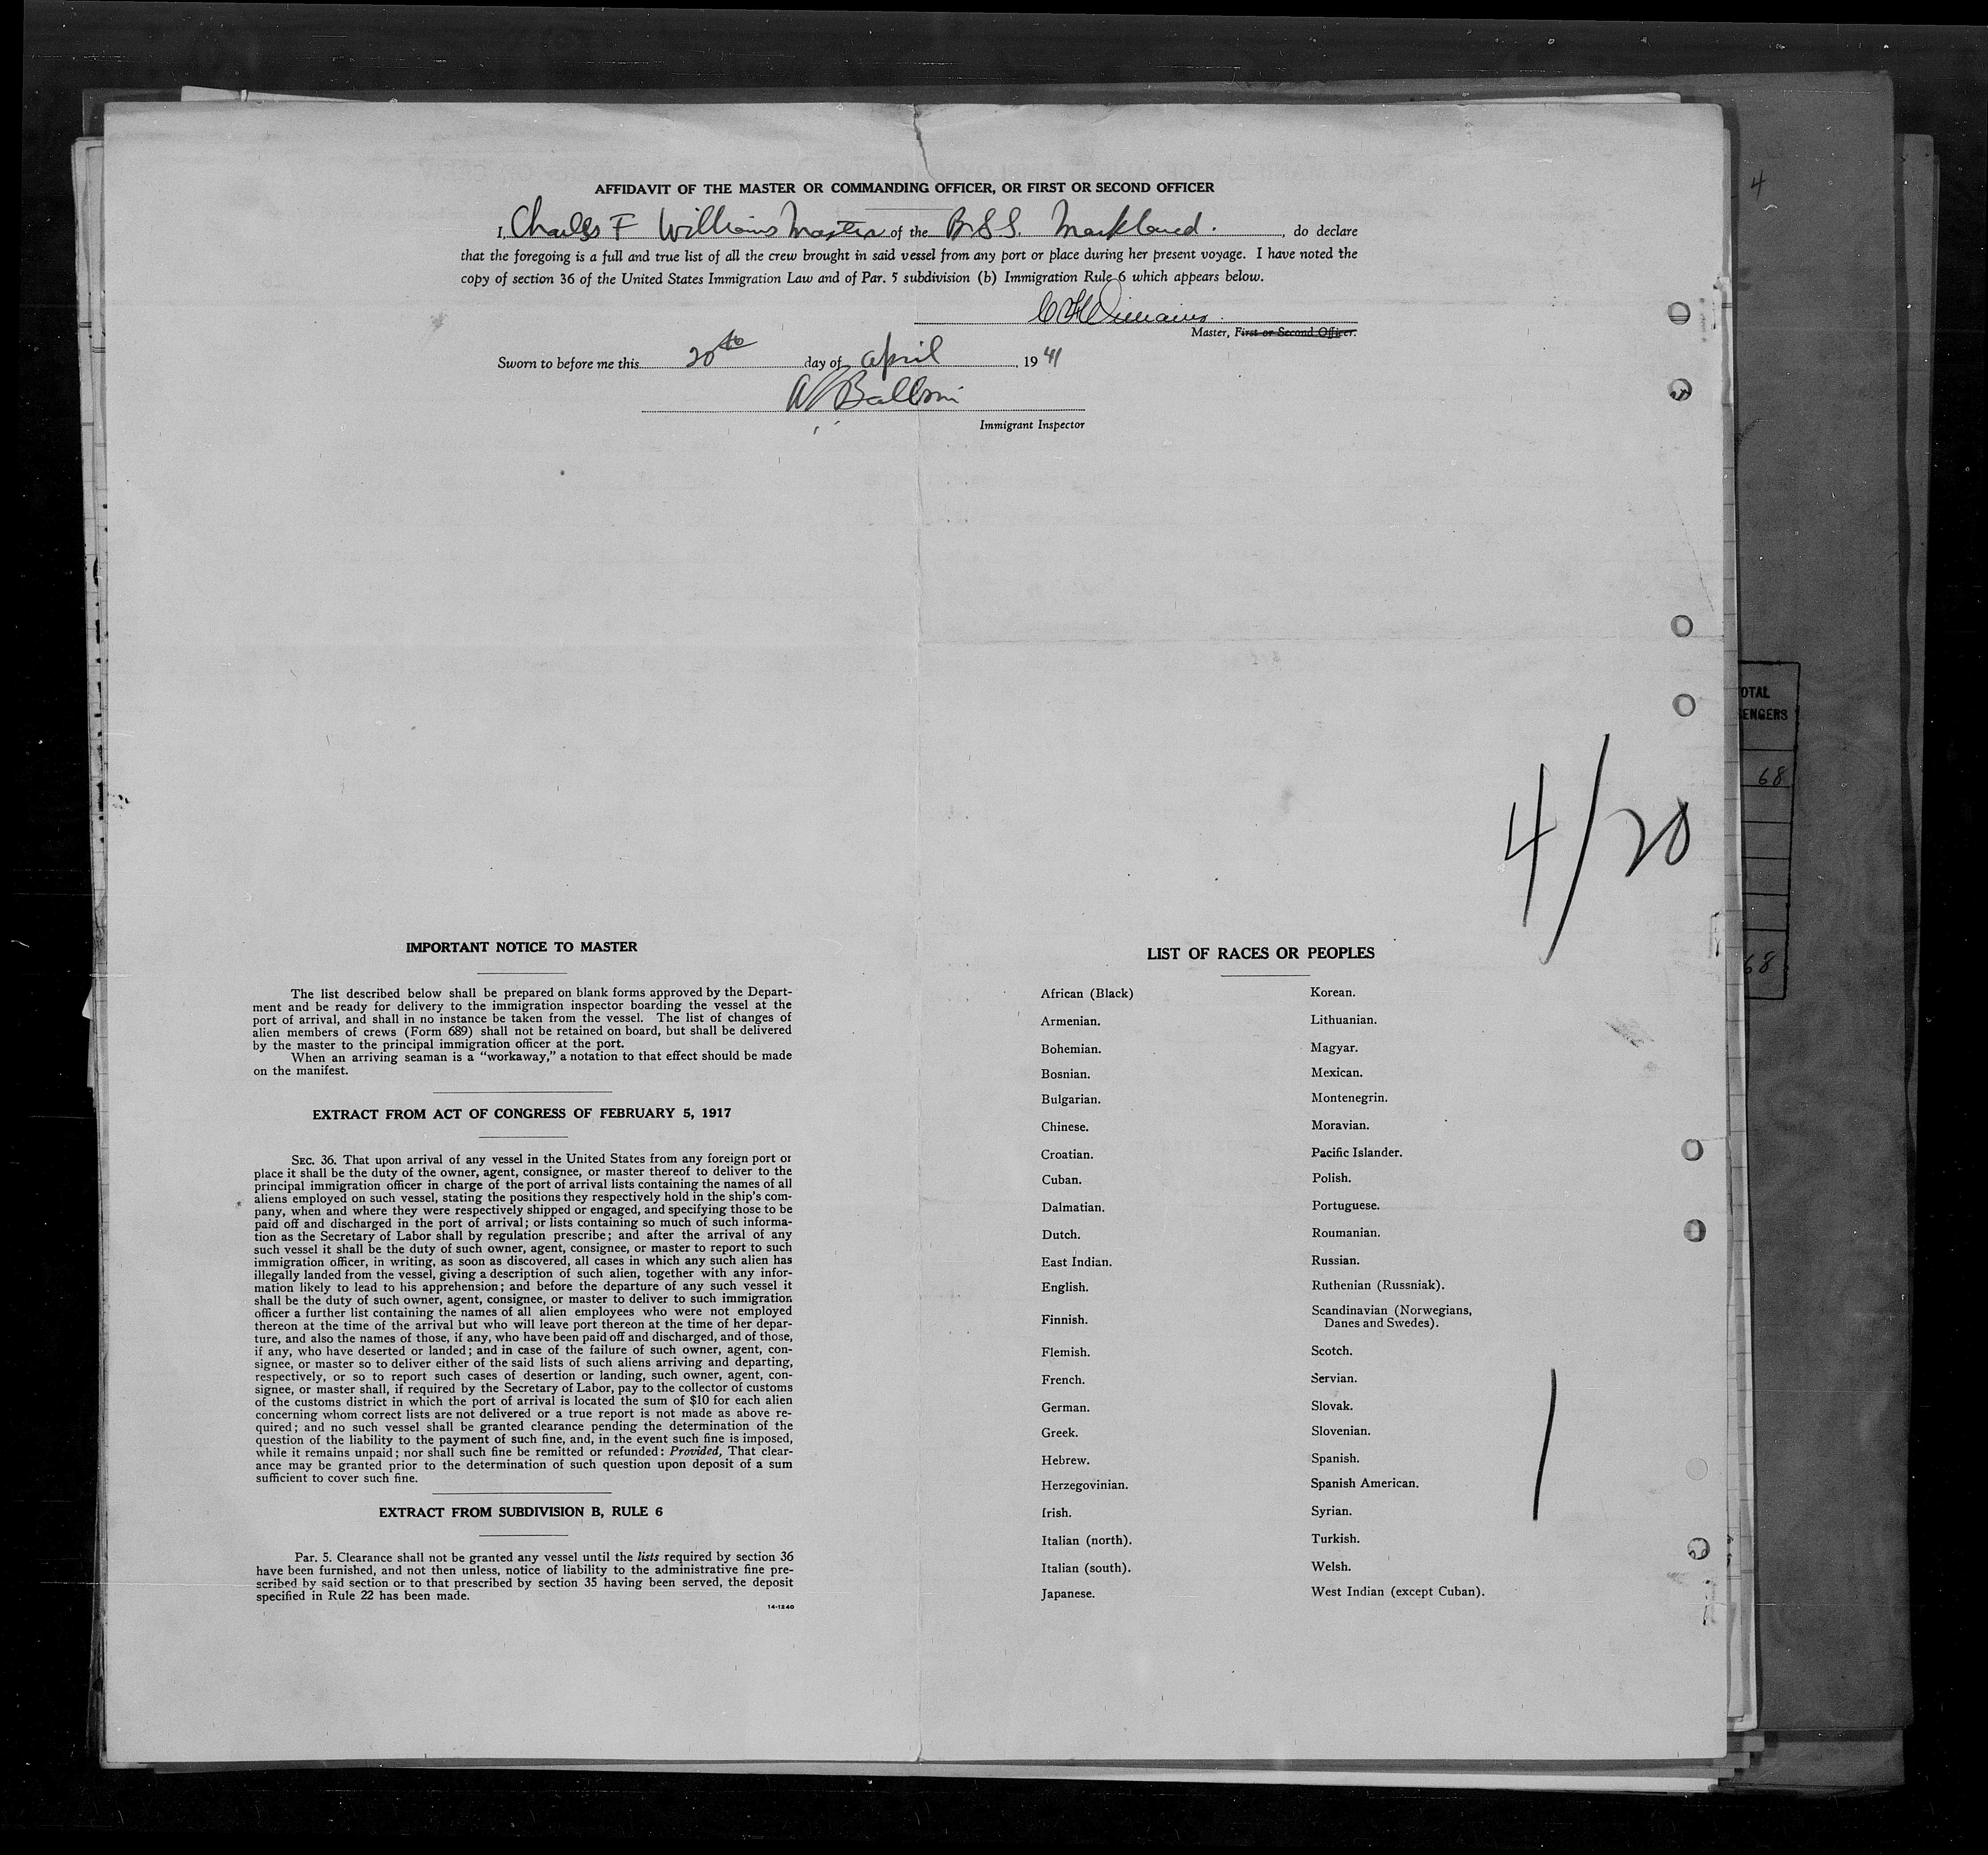 AFFIDAVIT OF THE MASTER OR COMMANDING OFFICER, OR FIRST OR SECOND OFFICER
I, Charles F Williams Master of the Br S S. Markland. , do declare
that the foregoing is a full and true list of all the crew brought in said vessel from any port or place during her present voyage. I have noted the
copy of section 36 of the United States Immigration Law and of Par. 5 subdivision (b) Immigration Rule 6 which appears below.
C F Williams
Master, First or Second Officer.
Sworn to before me this 20th day of April , 1941
Immigrant Inspector
4
OTAL
ENGERS
68
68
4/20
IMPORTANT NOTICE TO MASTER
The list described below shall be prepared on blank forms approved by the Depart-
ment and be ready for delivery to the immigration inspector boarding the vessel at the
port of arrival, and shall in no instance be taken from the vessel. The list of changes of
alien members of crews (Form 689) shall not be retained on board, but shall be delivered
by the master to the principal immigration officer at the port.
When an arriving seaman is a “workaway,” a notation to that effect should be made
on the manifest.
EXTRACT FROM ACT OF CONGRESS OF FEBRUARY 5, 1917
SEC. 36. That upon arrival of any vessel in the United States from any foreign port or
place it shall be the duty of the owner, agent, consignee, or master thereof to deliver to the
principal immigration officer in charge of the port of arrival lists containing the names of all
aliens employed on such vessel, stating the positions they respectively hold in the ship's com-
pany, when and where they were respectively shipped or engaged, and specifying those to be
paid off and discharged in the port of arrival; or lists containing so much of such informa-
tion as the Secretary of Labor shall by regulation prescribe; and after the arrival of any
such vessel it shall be the duty of such owner, agent, consignee, or master to report to such
immigration officer, in writing, as soon as discovered, all cases in which any such alien has
illegally landed from the vessel, giving a description of such alien, together with any infor-
mation likely to lead to his apprehension; and before the departure of any such vessel it
shall be the duty of such owner, agent, consignee, or master to deliver to such immigration
officer a further list containing the names of all alien employees who were not employed
thereon at the time of the arrival but who will leave port thereon at the time of her depar-
ture, and also the names of those, if any, who have been paid off and discharged, and of those,
if any, who have deserted or landed; and in case of the failure of such owner, agent, con-
signee, or master so to deliver either of the said lists of such aliens arriving and departing,
respectively, or so to report such cases of desertion or landing, such owner, agent, con-
signee, or master shall, if required by the Secretary of Labor, pay to the collector of customs
of the customs district in which the port of arrival is located the sum of $10 for each alien
concerning whom correct lists are not delivered or a true report is not made as above re-
quired; and no such vessel shall be granted clearance pending the determination of the
question of the liability to the payment of such fine, and, in the event such fine is imposed,
while it remains unpaid; nor shall such fine be remitted or refunded: Provided, That clear-
ance may be granted prior to the determination of such question upon deposit of a sum
sufficient to cover such fine.
EXTRACT FROM SUBDIVISION B, RULE 6
Par. 5. Clearance shall not be granted any vessel until the lists required by section 36
have been furnished, and not then unless, notice of liability to the administrative fine pre-
scribed by said section or to that prescribed by section 35 having been served, the deposit
specified in Rule 22 has been made.
14-1240
LIST OF RACES OR PEOPLES
African (Black)
Armenian.
Bohemian.
Bosnian.
Bulgarian.
Chinese.
Croatian.
Cuban.
Dalmatian.
Dutch.
East Indian.
English.
Finnish.
Flemish.
French.
German.
Greek.
Hebrew.
Herzegovinian.
Irish.
Italian (north).
Italian (south).
Japanese.
Korean.
Lithuanian.
Magyar.
Mexican.
Montenegrin.
Moravian.
Pacific Islander.
Polish.
Portuguese.
Roumanian.
Russian.
Ruthenian (Russniak).
Scandinavian (Norwegians,
Danes and Swedes).
Scotch.
Servian.
Slovak.
Slovenian.
Spanish.
Spanish American.
Syrian.
Turkish.
Welsh.
West Indian (except Cuban).